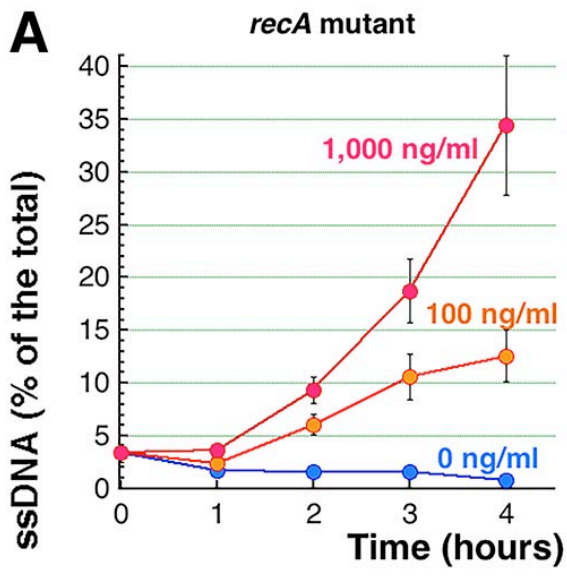 A
recA mutant
ssDNA (% of the total)
40
35
30
25
20
15
10
5
0
1,000 ng/ml
100 ng/ml
0 ng/ml
0 1 2 3 4
Time (hours)